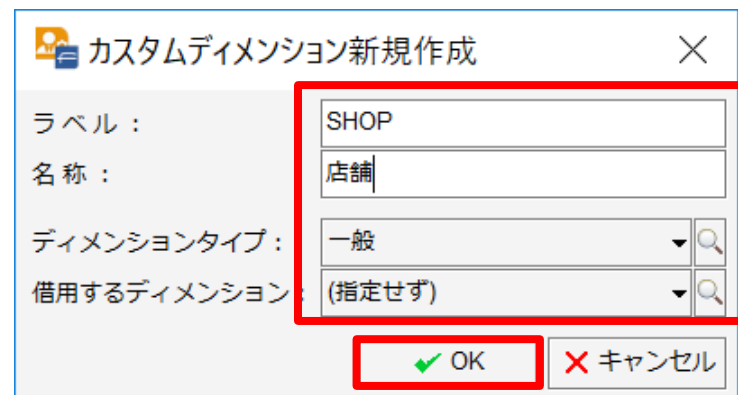 カスタムディメンション新規作成
ラベル： SHOP
名称： 店舗
ディメンションタイプ： 一般
借用するディメンション： (指定せず)
OK キャンセル